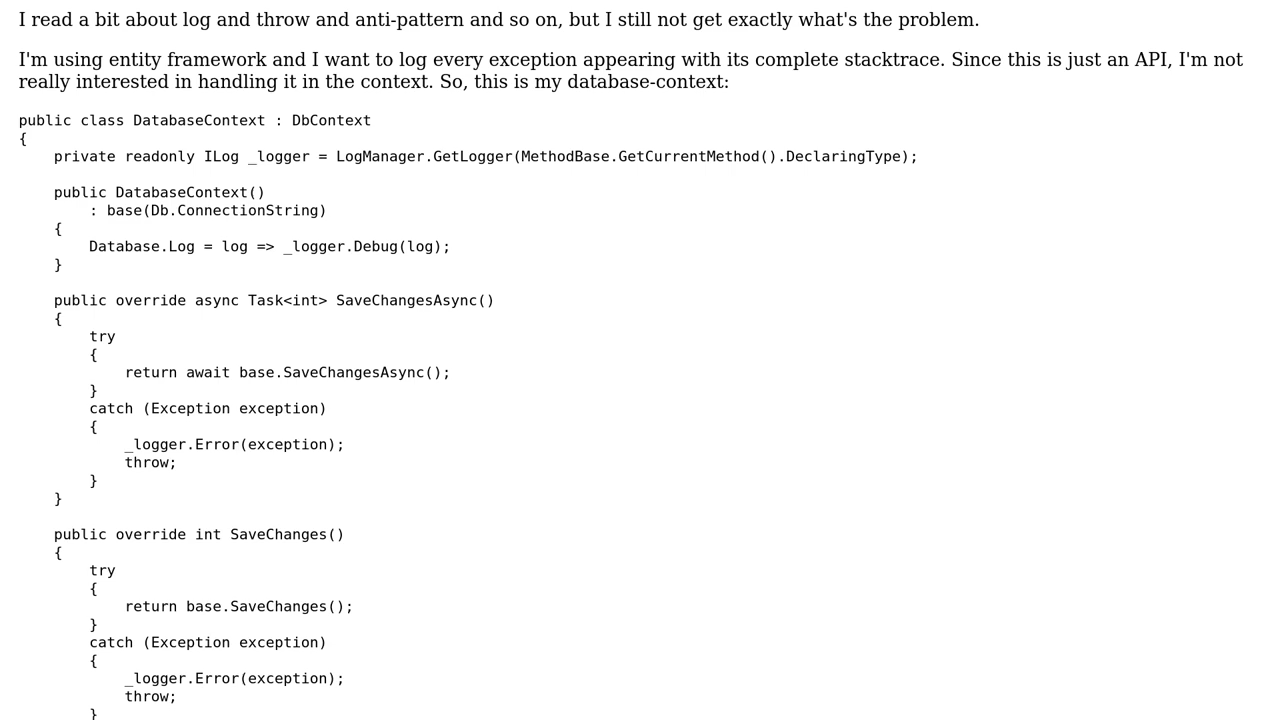 I read a bit about log and throw and anti-pattern and so on, but I still not get exactly what's the problem.
I'm using entity framework and I want to log every exception appearing with its complete stacktrace. Since this is just an API, I'm not
really interested in handling it in the context. So, this is my database-context:
public class DatabaseContext : DbContext
{
    private readonly ILog _logger = LogManager.GetLogger(MethodBase.GetCurrentMethod().DeclaringType);
    public DatabaseContext()
        : base(Db.ConnectionString)
    {
        Database.Log = log => _logger.Debug(log);
    }
    public override async Task<int> SaveChangesAsync()
    {
        try
        {
            return await base.SaveChangesAsync();
        }
        catch (Exception exception)
        {
            _logger.Error(exception);
            throw;
        }
    }
    public override int SaveChanges()
    {
        try
        {
            return base.SaveChanges();
        }
        catch (Exception exception)
        {
            _logger.Error(exception);
            throw;
        }